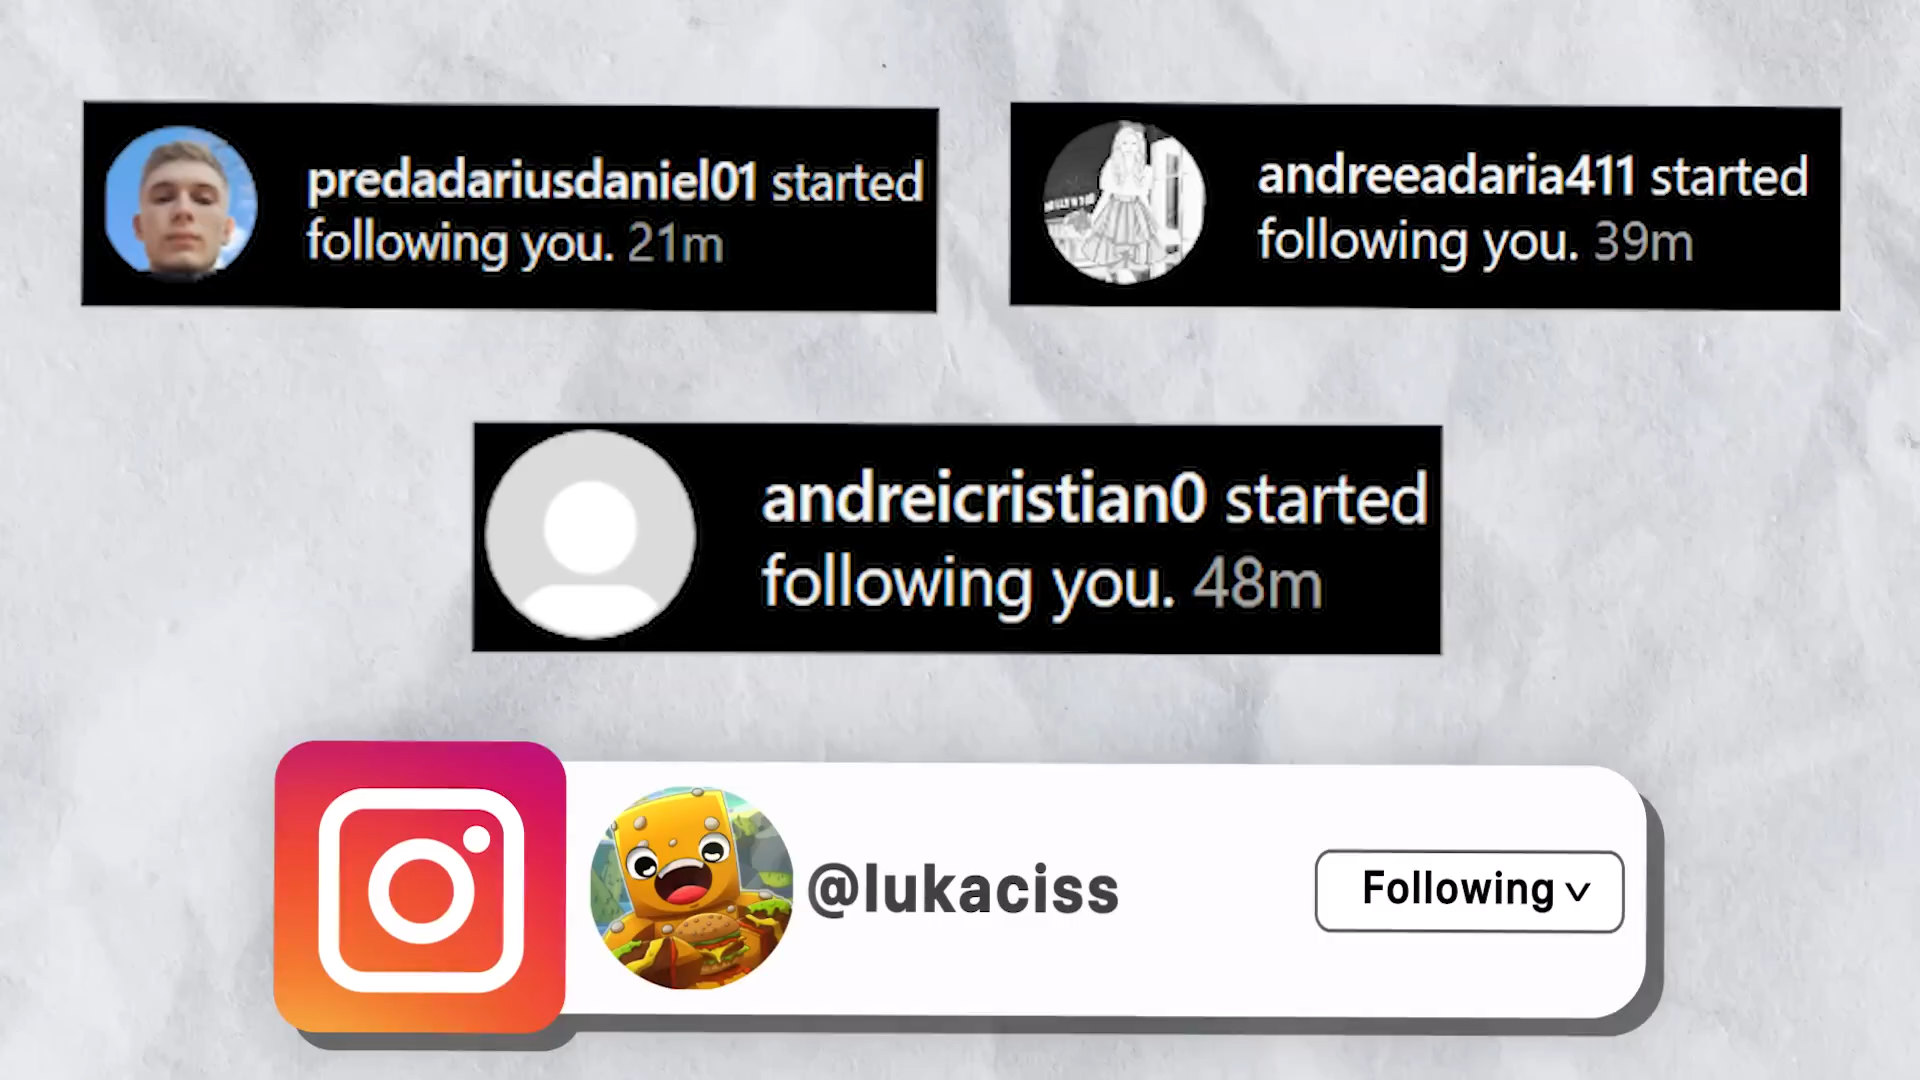 predadariusdaniel01 started
following you. 21m
andreeadaria411 started
following you. 39m
andreicristian0 started
following you. 48m
@lukaciss
Following